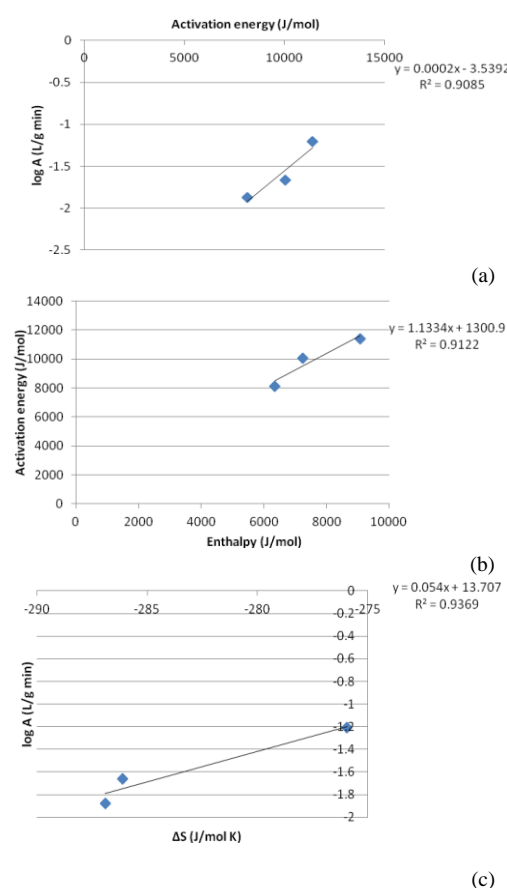 Activation energy (J/mol)
0
0 5000 10000 15000
y = 0.0002x - 3.5392
R² = 0.9085
-0.5
-1
-1.5
-2
-2.5
log A (L/g min)
(a)
14000
12000
10000
8000
6000
4000
2000
0
Activation energy (J/mol)
y = 1.1334x + 1300.9
R² = 0.9122
0 2000 4000 6000 8000 10000
Enthalpy (J/mol)
(b)
y = 0.054x + 13.707
R² = 0.9369
0
-290 -285 -280 -275
-0.2
-0.4
-0.6
-0.8
-1
-1.2
-1.4
-1.6
-1.8
-2
log A (L/g min)
ΔS (J/mol K)
(c)